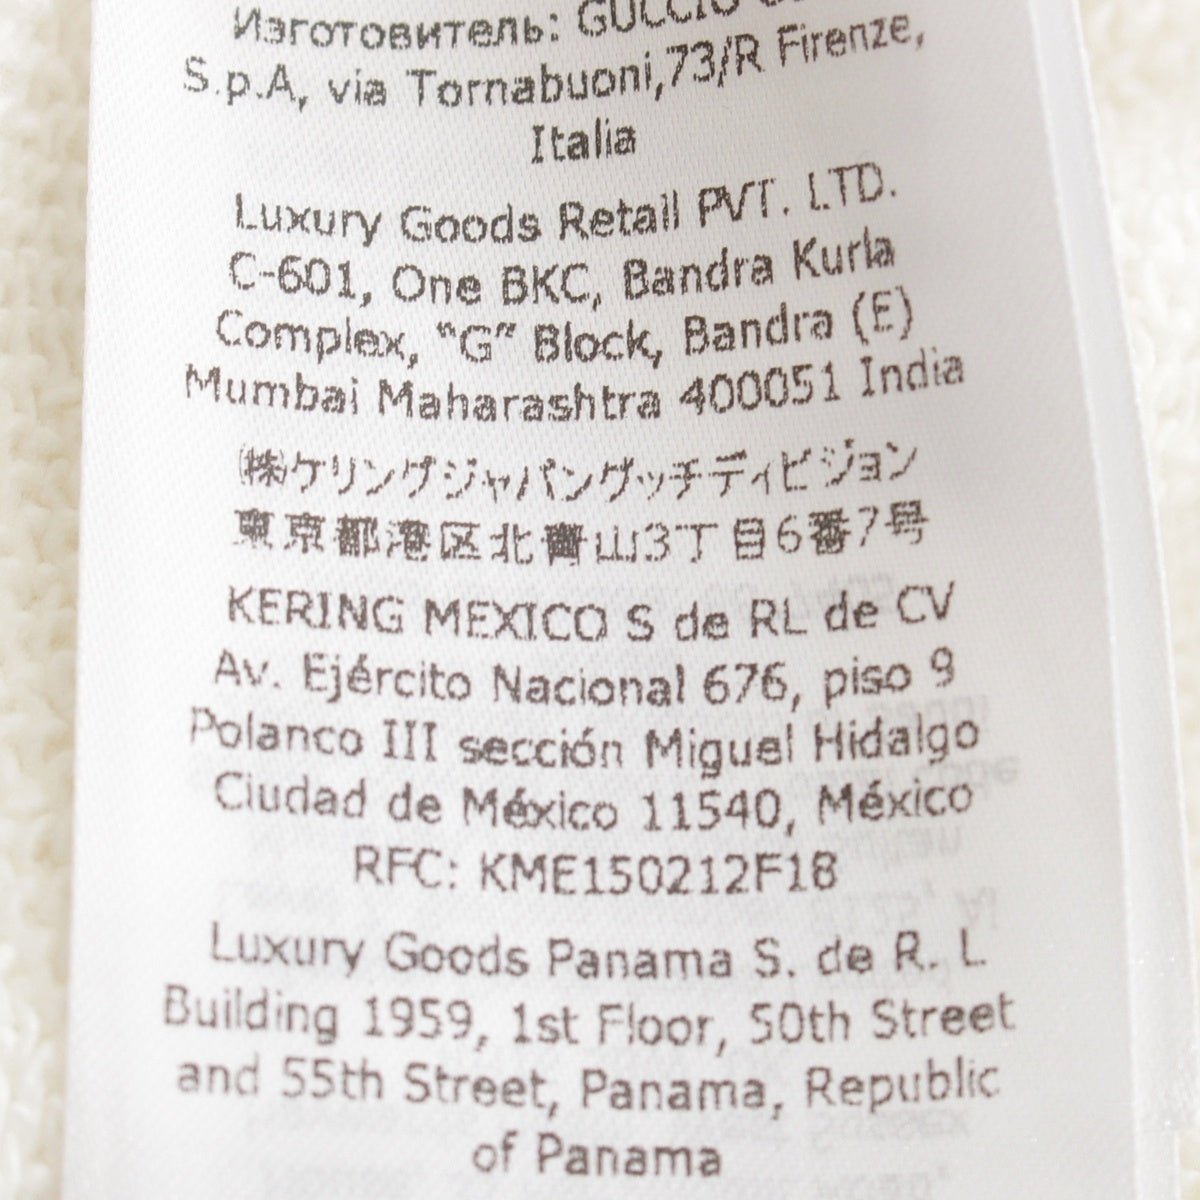 Изготовитель: GUCCIO
S.p.A, via Tornabuoni,73/R Firenze,
Italia
Luxury Goods Retail PVT. LTD.
C-601, One BKC, Bandra Kurla
Complex, “G” Block, Bandra (E)
Mumbai Maharashtra 400051 India
㈱ケリングジャパングッチディビジョン
東京都港区北青山3丁目6番7号
KERING MEXICO S de RL de CV
Av. Ejército Nacional 676, piso 9
Polanco III sección Miguel Hidalgo
Ciudad de México 11540, México
RFC: KME150212F18
Luxury Goods Panama S. de R. L
Building 1959, 1st Floor, 50th Street
and 55th Street, Panama, Republic
of Panama